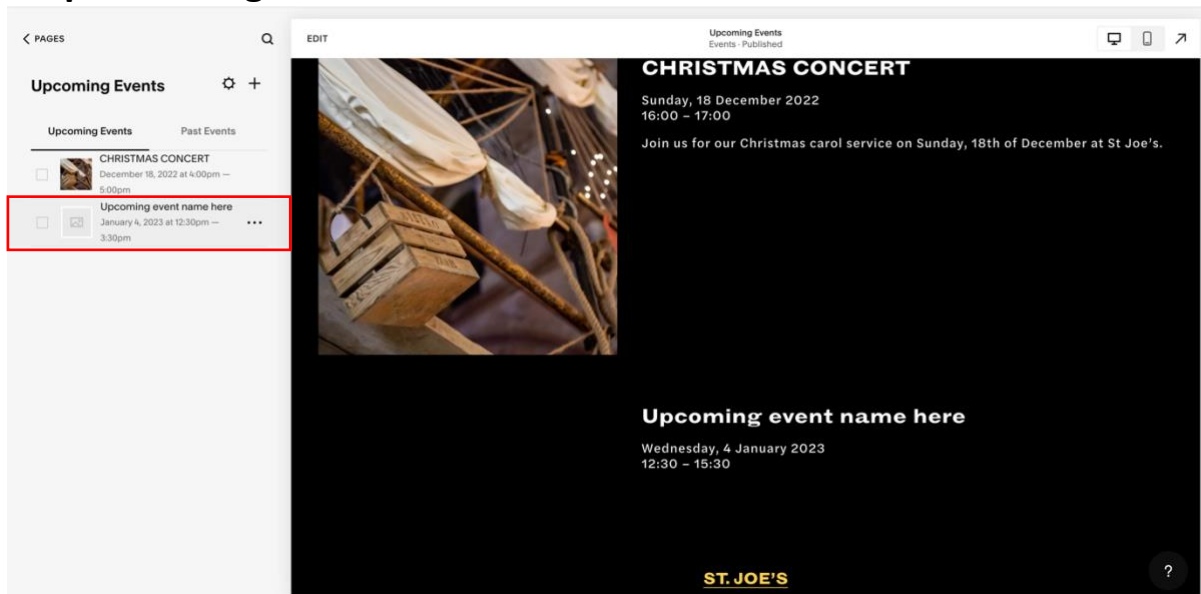 PAGES
EDIT
Upcoming Events
Events · Published
Upcoming Events
Upcoming Events Past Events
CHRISTMAS CONCERT
December 18, 2022 at 4:00pm –
5:00pm
Upcoming event name here
January 4, 2023 at 12:30pm –
3:30pm
CHRISTMAS CONCERT
Sunday, 18 December 2022
16:00 – 17:00
Join us for our Christmas carol service on Sunday, 18th of December at St Joe’s.
Upcoming event name here
Wednesday, 4 January 2023
12:30 – 15:30
ST. JOE’S
?